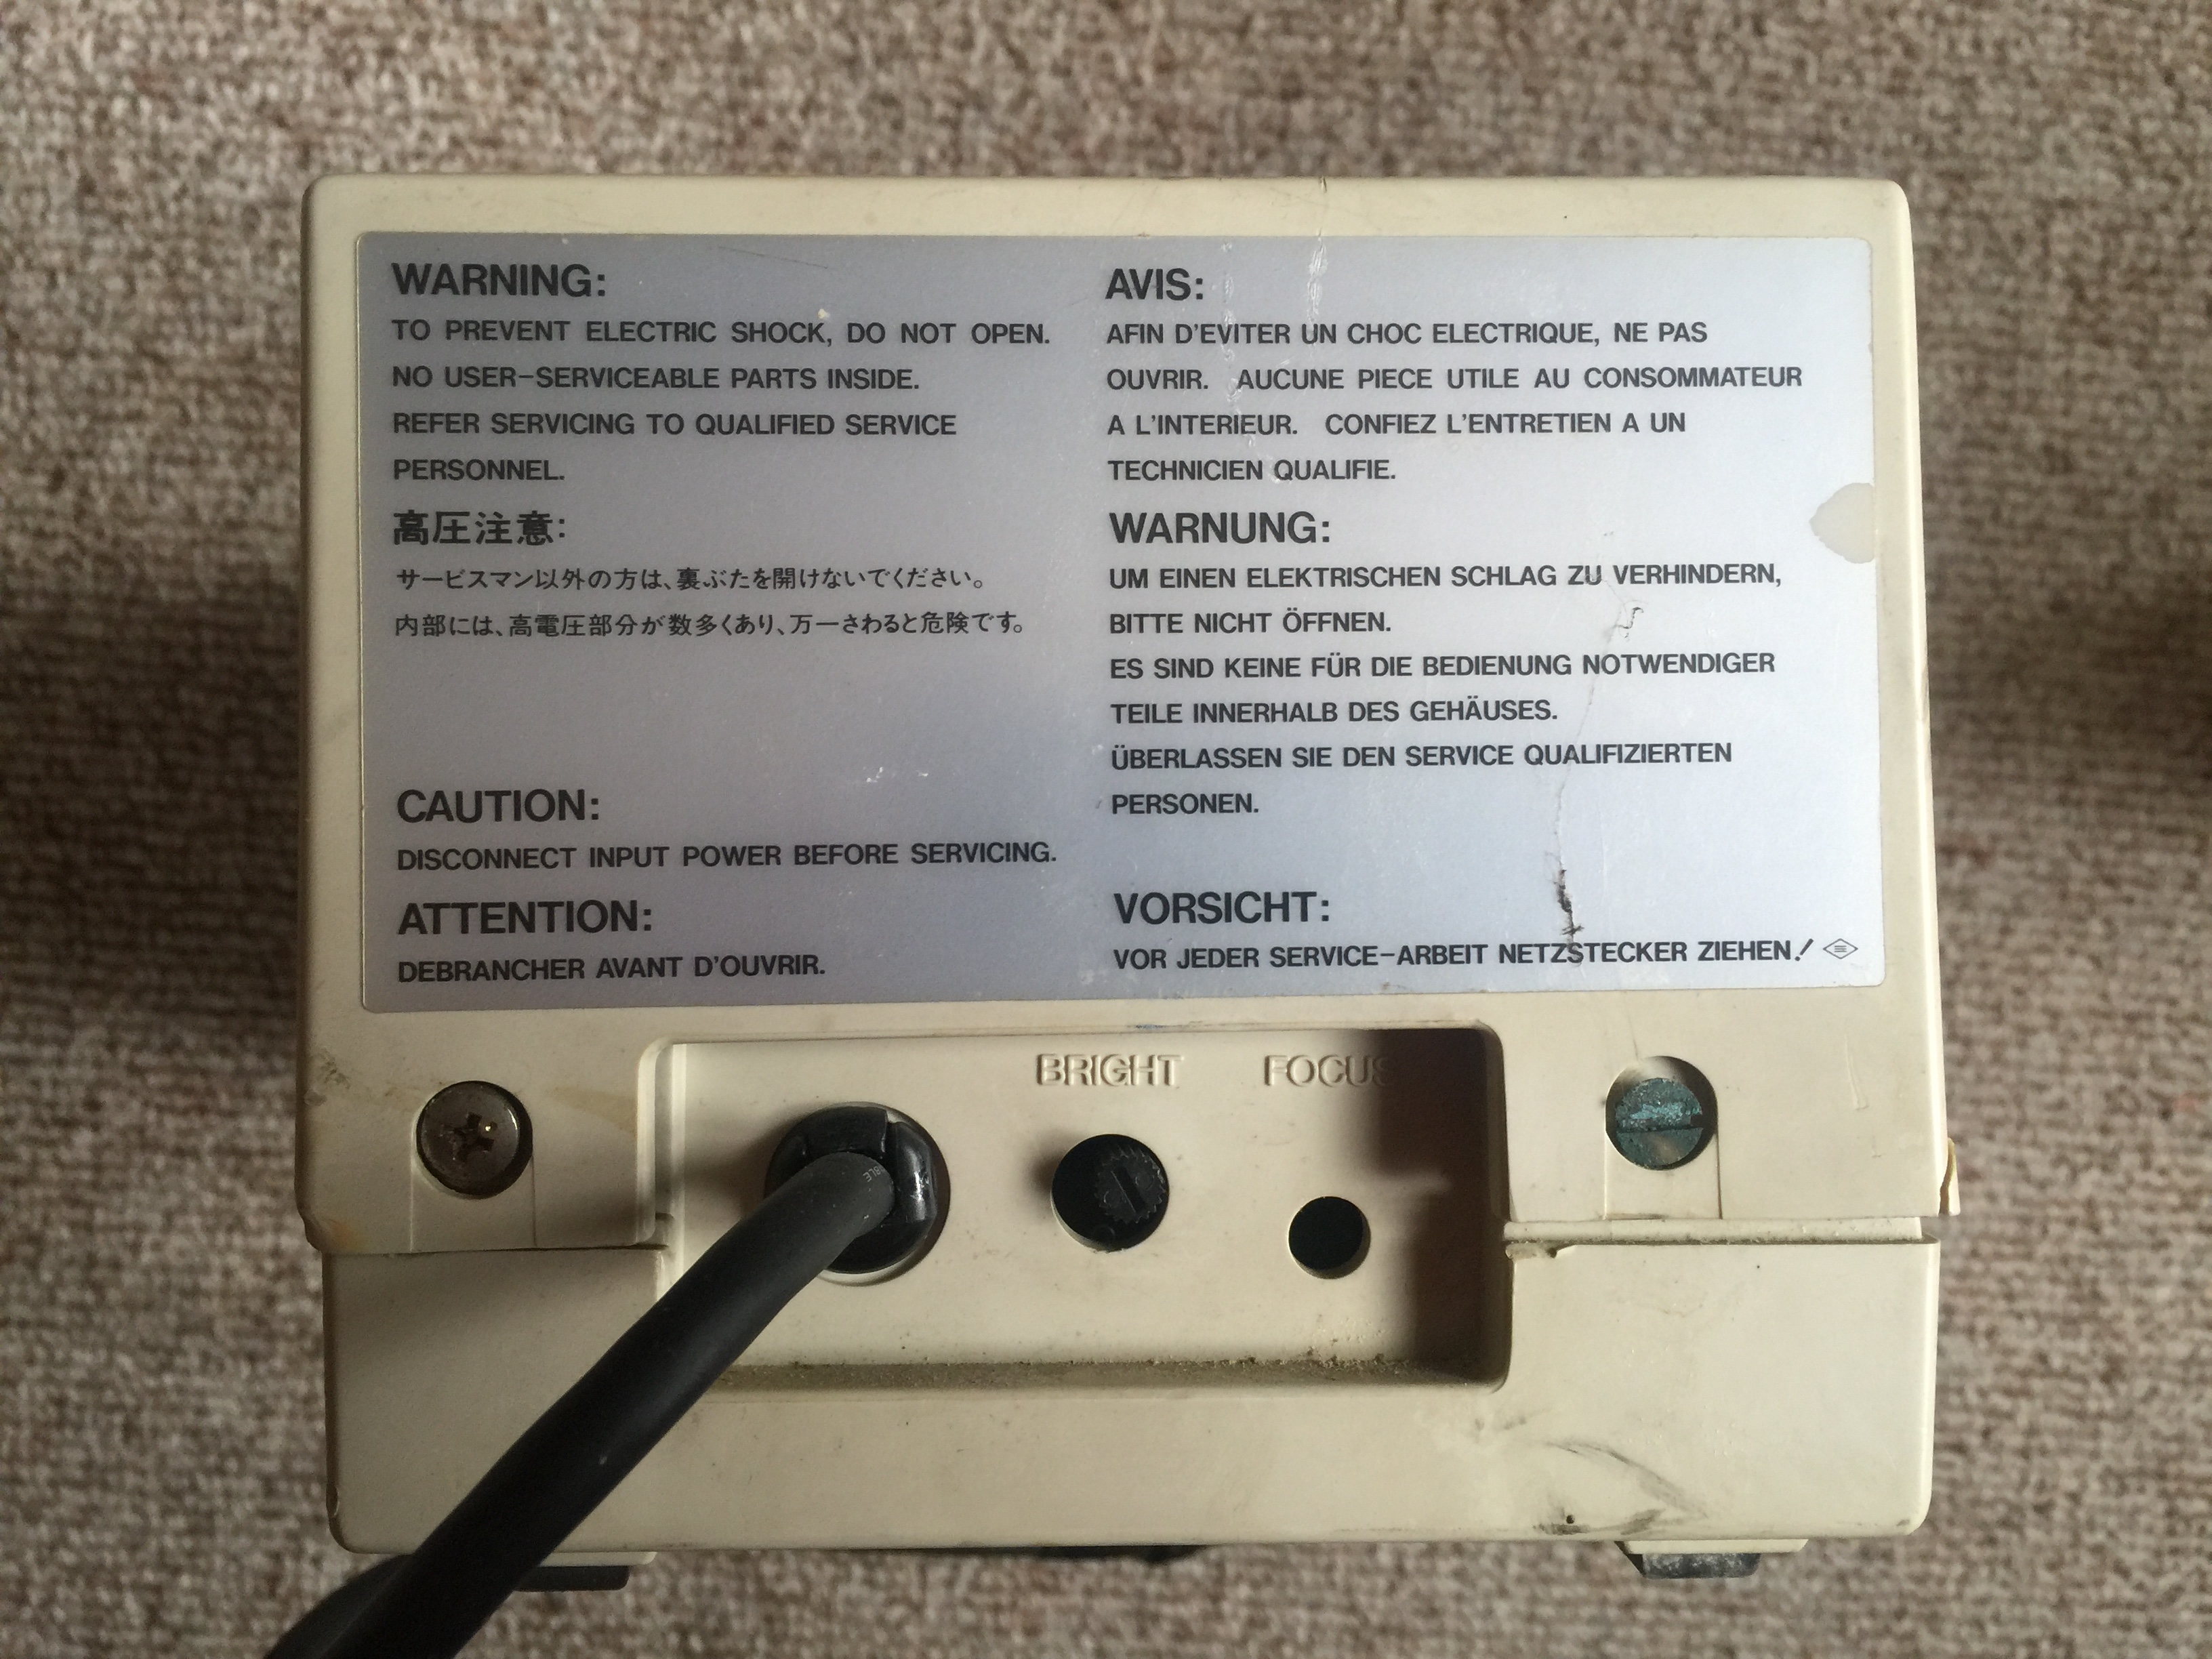 WARNING:
TO PREVENT ELECTRIC SHOCK, DO NOT OPEN.
NO USER-SERVICEABLE PARTS INSIDE.
REFER SERVICING TO QUALIFIED SERVICE
PERSONNEL.
高圧注意:
サービスマン以外の方は、裏ぶたを開けないでください。
内部には、高電圧部分が数多くあり、万一さわると危険です。
CAUTION:
DISCONNECT INPUT POWER BEFORE SERVICING.
ATTENTION:
DEBRANCHER AVANT D'OUVRIR.
AVIS:
AFIN D'EVITER UN CHOC ELECTRIQUE, NE PAS
OUVRIR. AUCUNE PIECE UTILE AU CONSOMMATEUR
A L'INTERIEUR. CONFIEZ L'ENTRETIEN A UN
TECHNICIEN QUALIFIE.
WARNUNG:
UM EINEN ELEKTRISCHEN SCHLAG ZU VERHINDERN,
BITTE NICHT ÖFFNEN.
ES SIND KEINE FÜR DIE BEDIENUNG NOTWENDIGER
TEILE INNERHALB DES GEHÄUSES.
ÜBERLASSEN SIE DEN SERVICE QUALIFIZIERTEN
PERSONEN.
VORSICHT:
VOR JEDER SERVICE-ARBEIT NETZSTECKER ZIEHEN!
BRIGHT
FOCUS